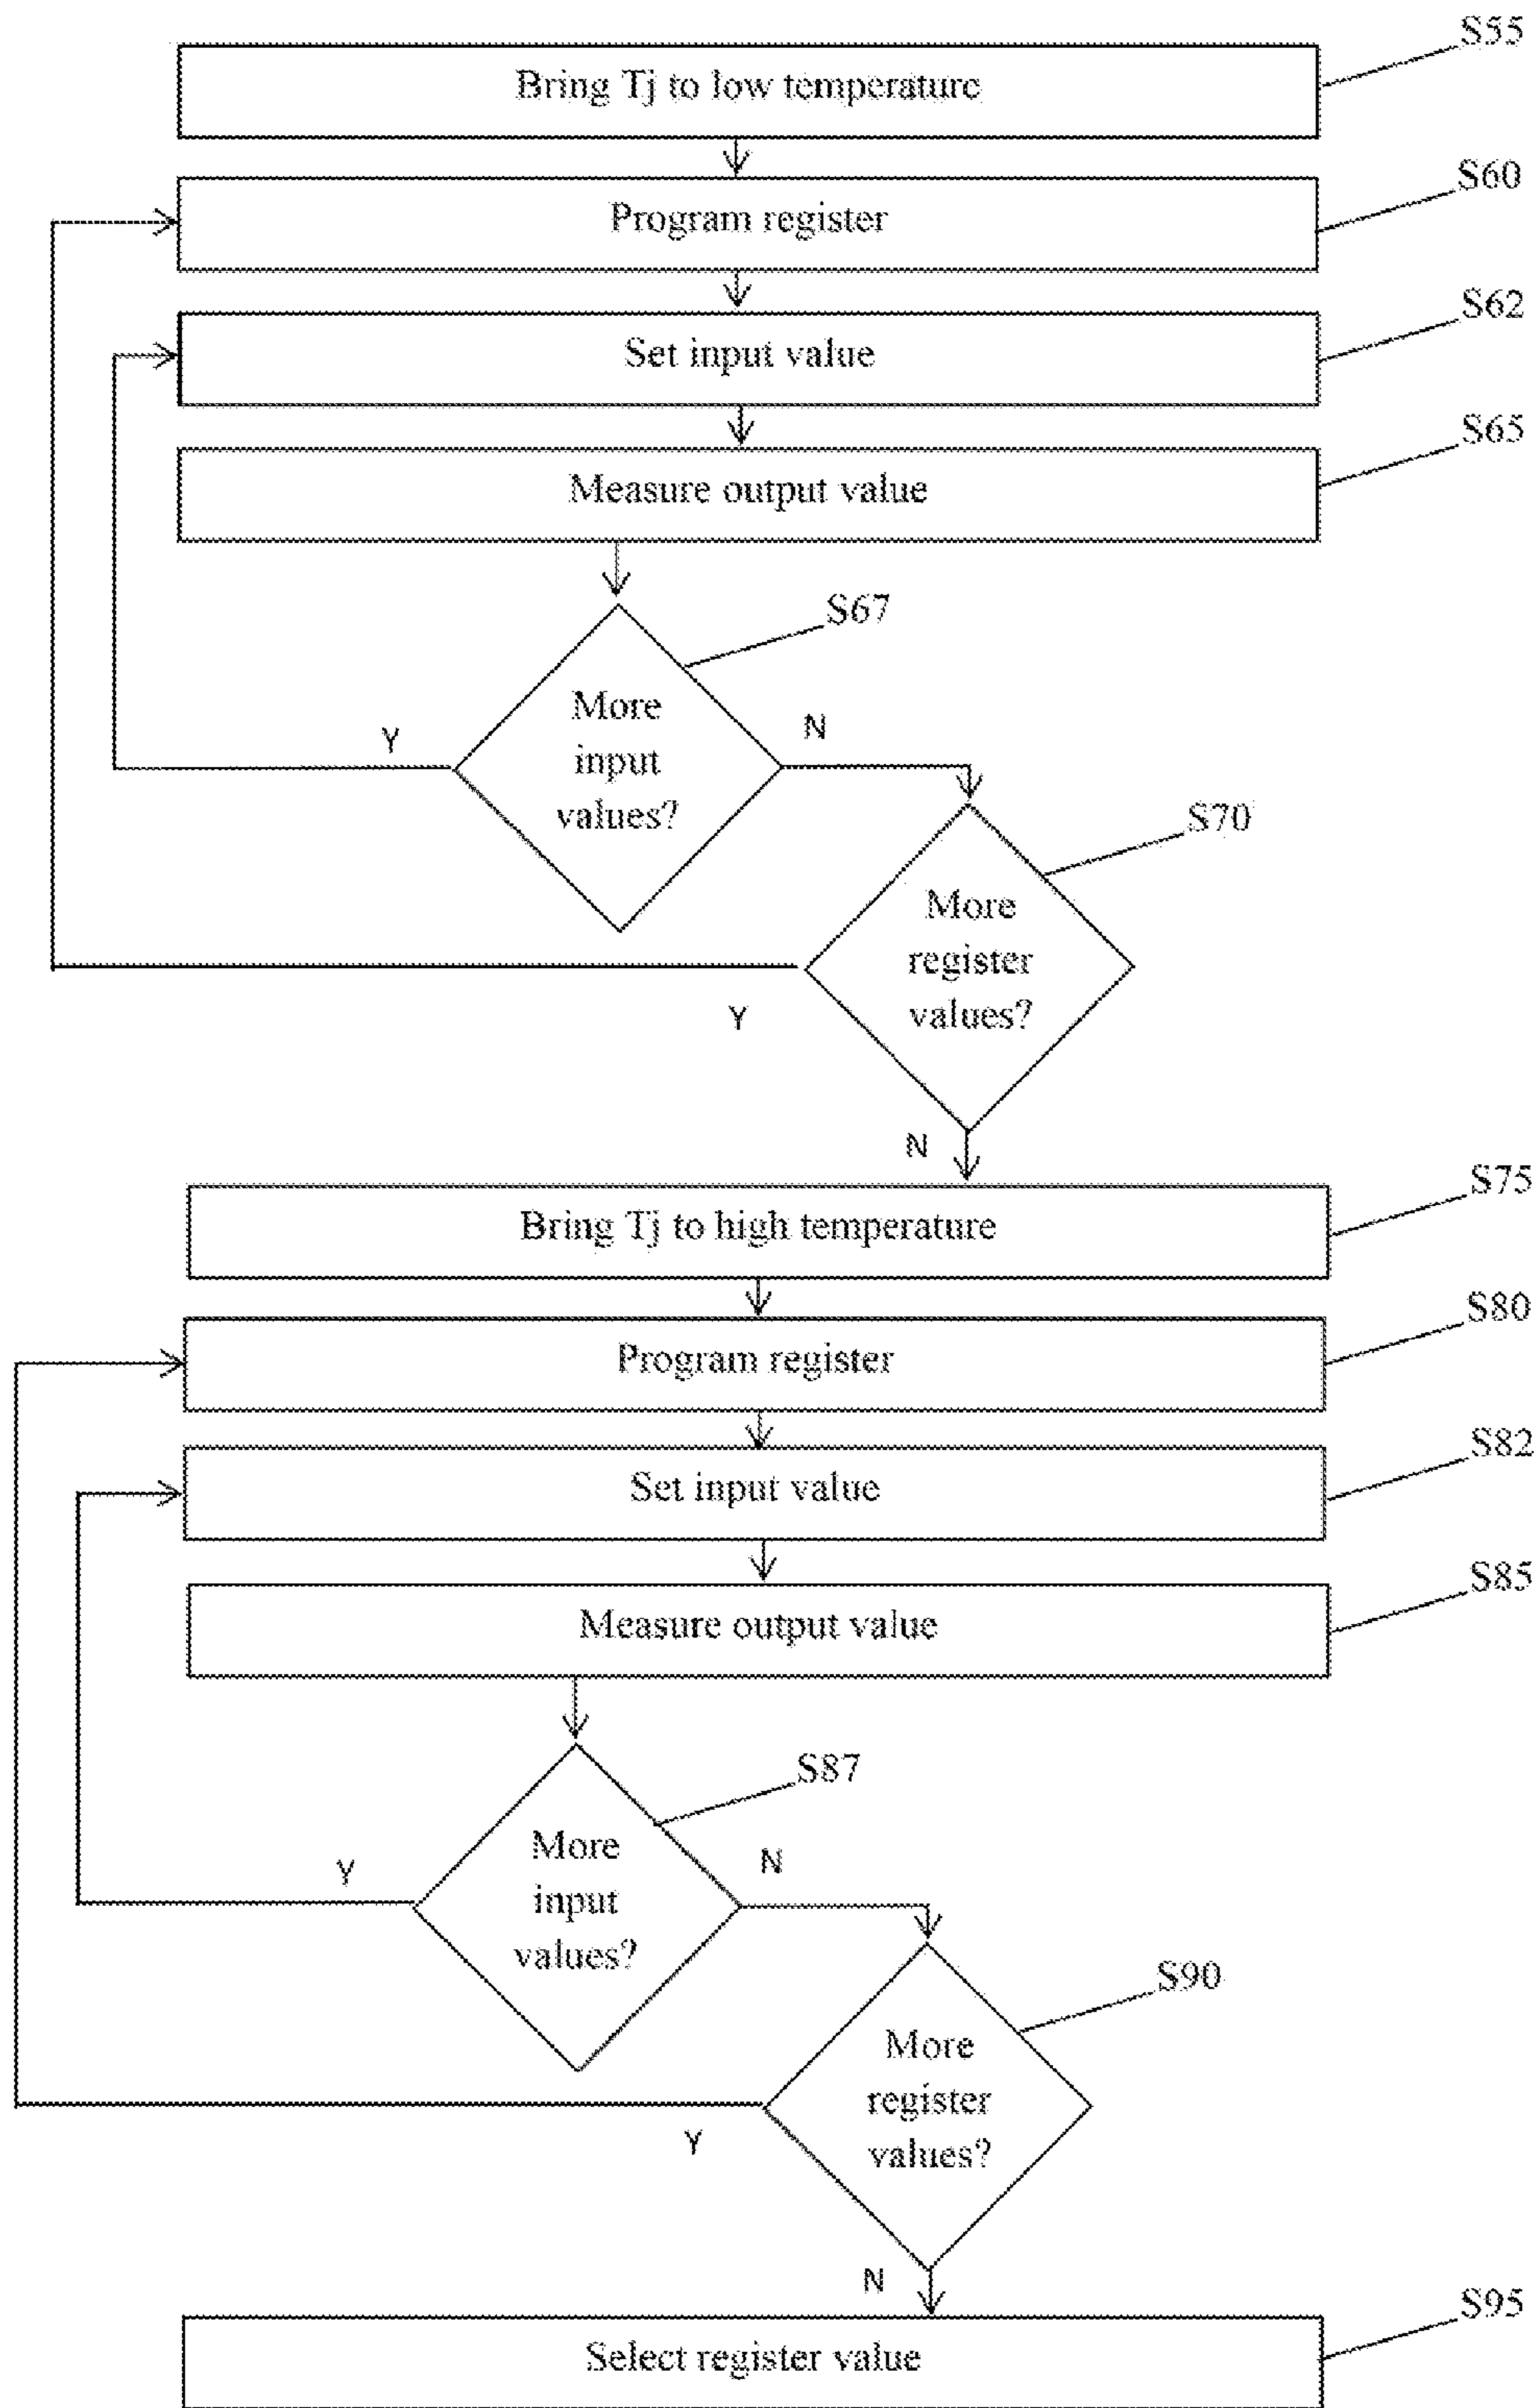 S55
Bring Tj to low temperature
S60
Program register
S62
Set input value
S65
Measure output value
S67
More
input
values?
Y
N
S70
More
register
values?
Y
N
S75
Bring Tj to high temperature
S80
Program register
S82
Set input value
S85
Measure output value
S87
More
input
values?
Y
N
S90
More
register
values?
Y
N
S95
Select register value